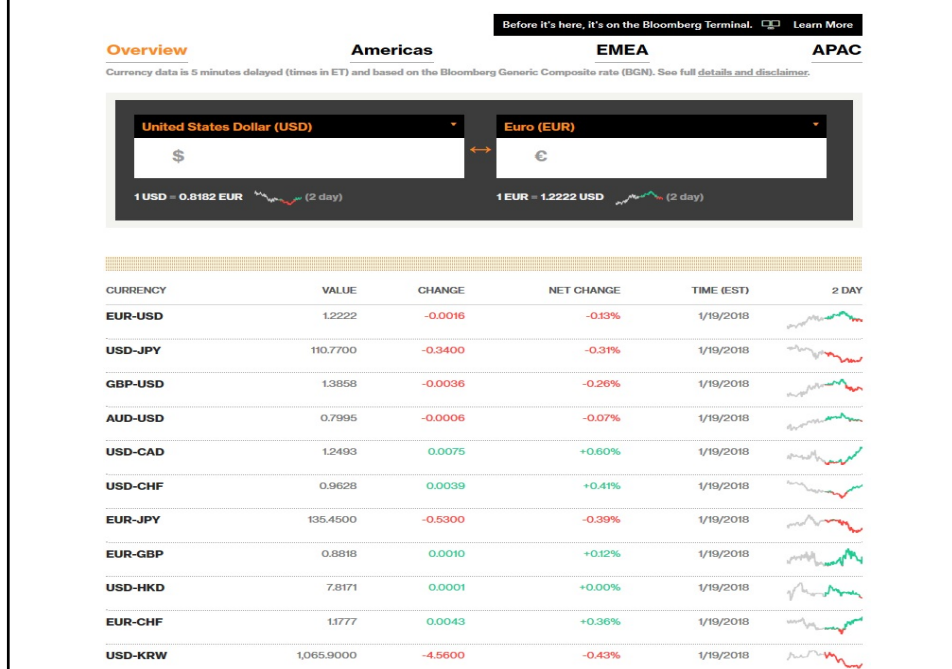 Before it's here, it's on the Bloomberg Terminal. Learn More
Overview Americas EMEA APAC
Currency data is 5 minutes delayed (times in ET) and based on the Bloomberg Generic Composite rate (BGN). See full details and disclaimer.
United States Dollar (USD) Euro (EUR)
$ €
1 USD = 0.8182 EUR (2 day) 1 EUR = 1.2222 USD (2 day)
CURRENCY VALUE CHANGE NET CHANGE TIME (EST) 2 DAY
EUR-USD 1.2222 -0.0016 -0.13% 1/19/2018
USD-JPY 110.7700 -0.3400 -0.31% 1/19/2018
GBP-USD 1.3858 -0.0036 -0.26% 1/19/2018
AUD-USD 0.7995 -0.0006 -0.07% 1/19/2018
USD-CAD 1.2493 0.0075 +0.60% 1/19/2018
USD-CHF 0.9628 0.0039 +0.41% 1/19/2018
EUR-JPY 135.4500 -0.5300 -0.39% 1/19/2018
EUR-GBP 0.8818 0.0010 +0.12% 1/19/2018
USD-HKD 7.8171 0.0001 +0.00% 1/19/2018
EUR-CHF 1.1777 0.0043 +0.36% 1/19/2018
USD-KRW 1,065.9000 -4.5600 -0.43% 1/19/2018